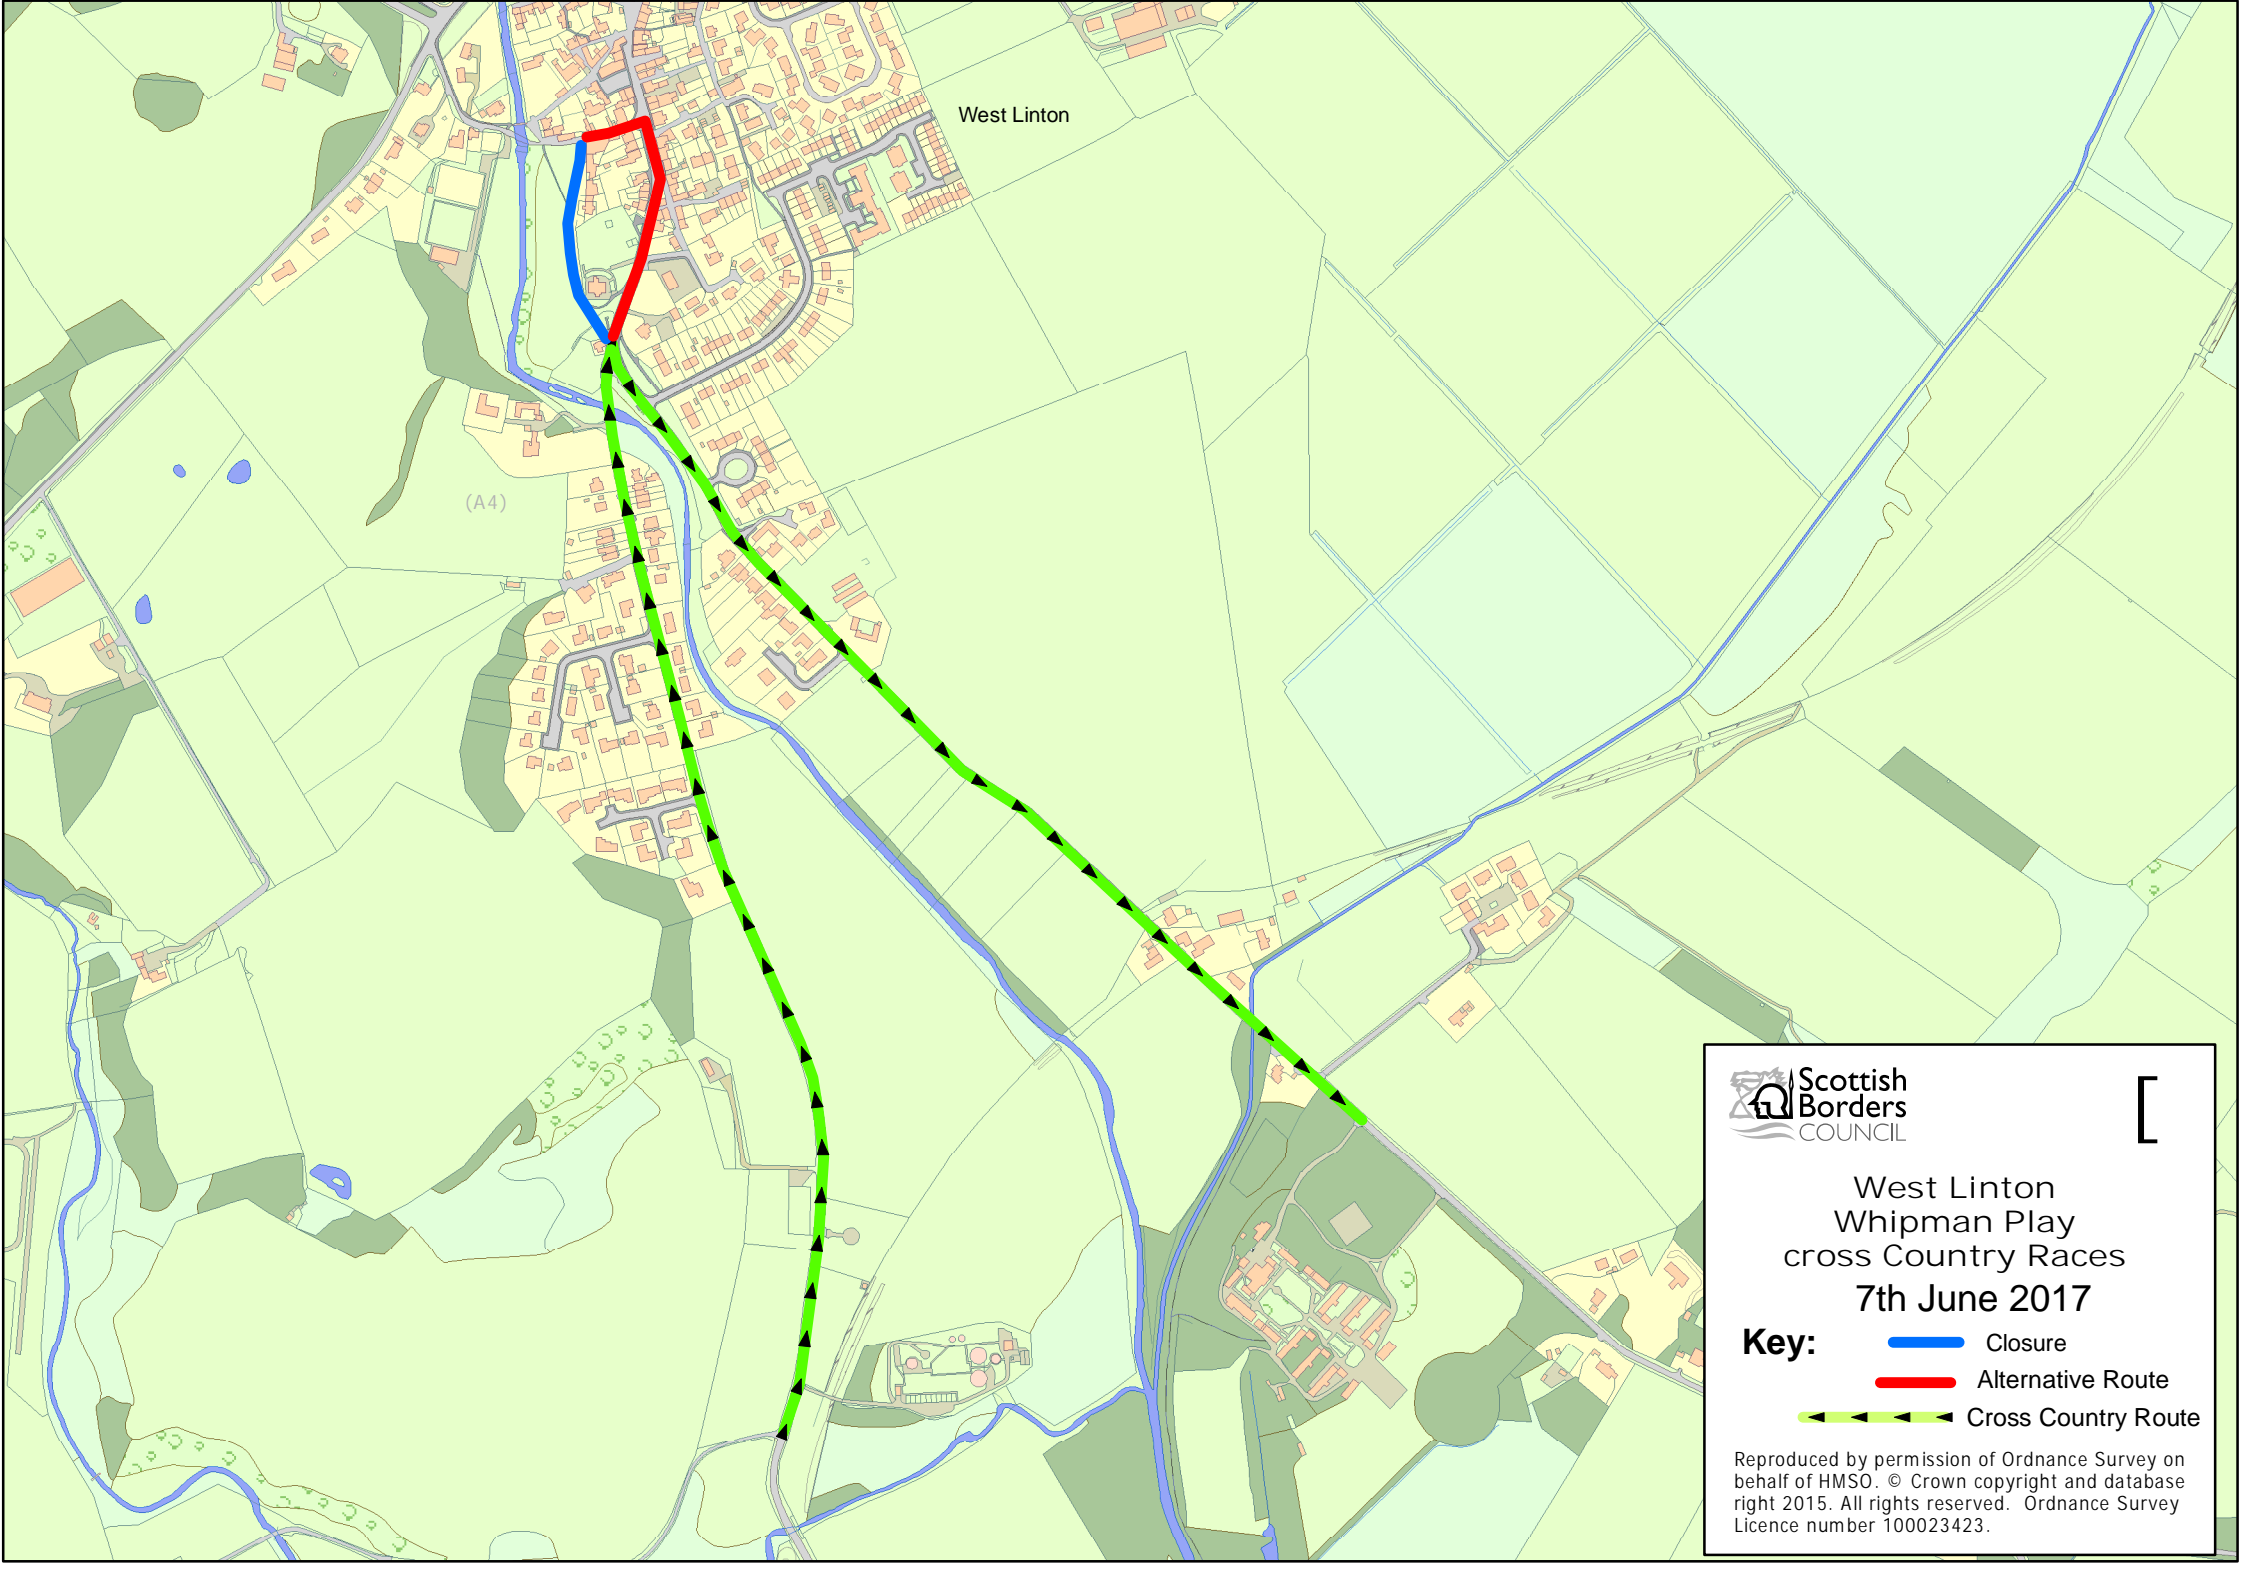 West Linton
(A4)
Scottish
Borders
COUNCIL
[
West Linton
Whipman Play
cross Country Races
7th June 2017
Key:
Closure
Alternative Route
Cross Country Route
Reproduced by permission of Ordnance Survey on
behalf of HMSO. © Crown copyright and database
right 2015. All rights reserved. Ordnance Survey
Licence number 100023423.